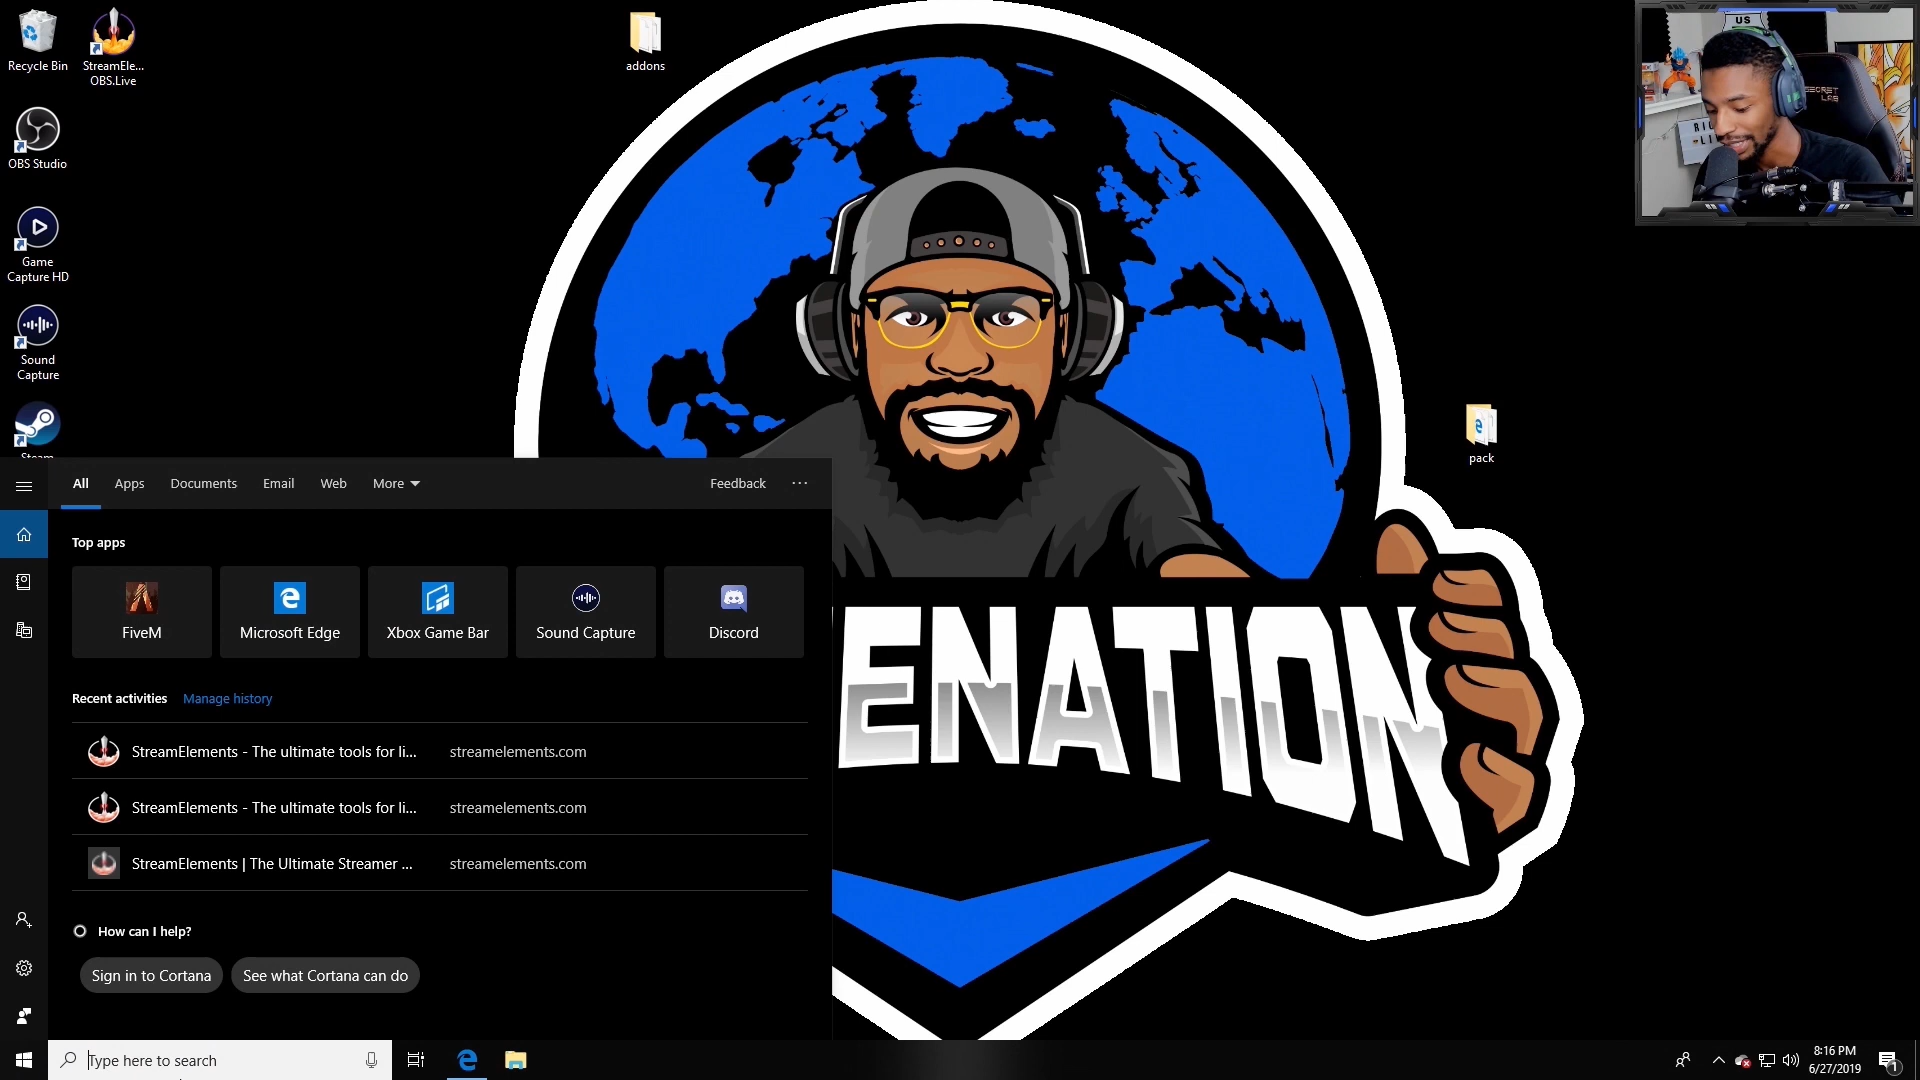 Recycle Bin
StreamEle...
OBS.Live
addons
US
SECRET
LAB
OBS Studio
Game
Capture HD
Sound
Capture
Steam
pack
All
Apps
Documents
Email
Web
More
Feedback
Top apps
FiveM
Microsoft Edge
Xbox Game Bar
Sound Capture
Discord
ENATION
Recent activities
Manage history
StreamElements - The ultimate tools for li...
streamelements.com
StreamElements - The ultimate tools for li...
streamelements.com
StreamElements | The Ultimate Streamer ...
streamelements.com
How can I help?
Sign in to Cortana
See what Cortana can do
Type here to search
8:16 PM
6/27/2019
1